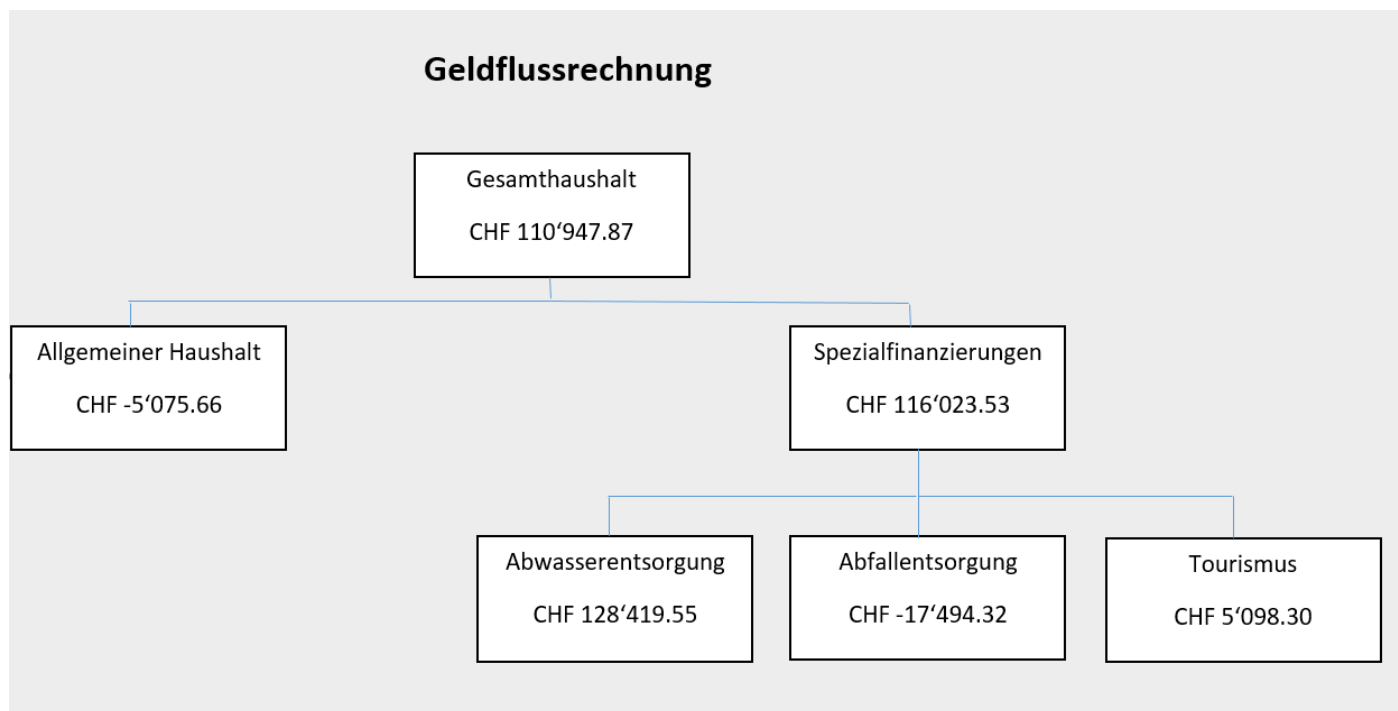 Geldflussrechnung
Gesamthaushalt
CHF 110‘947.87
Allgemeiner Haushalt
CHF -5‘075.66
Spezialfinanzierungen
CHF 116‘023.53
Abwasserentsorgung
CHF 128‘419.55
Abfallentsorgung
CHF -17‘494.32
Tourismus
CHF 5‘098.30